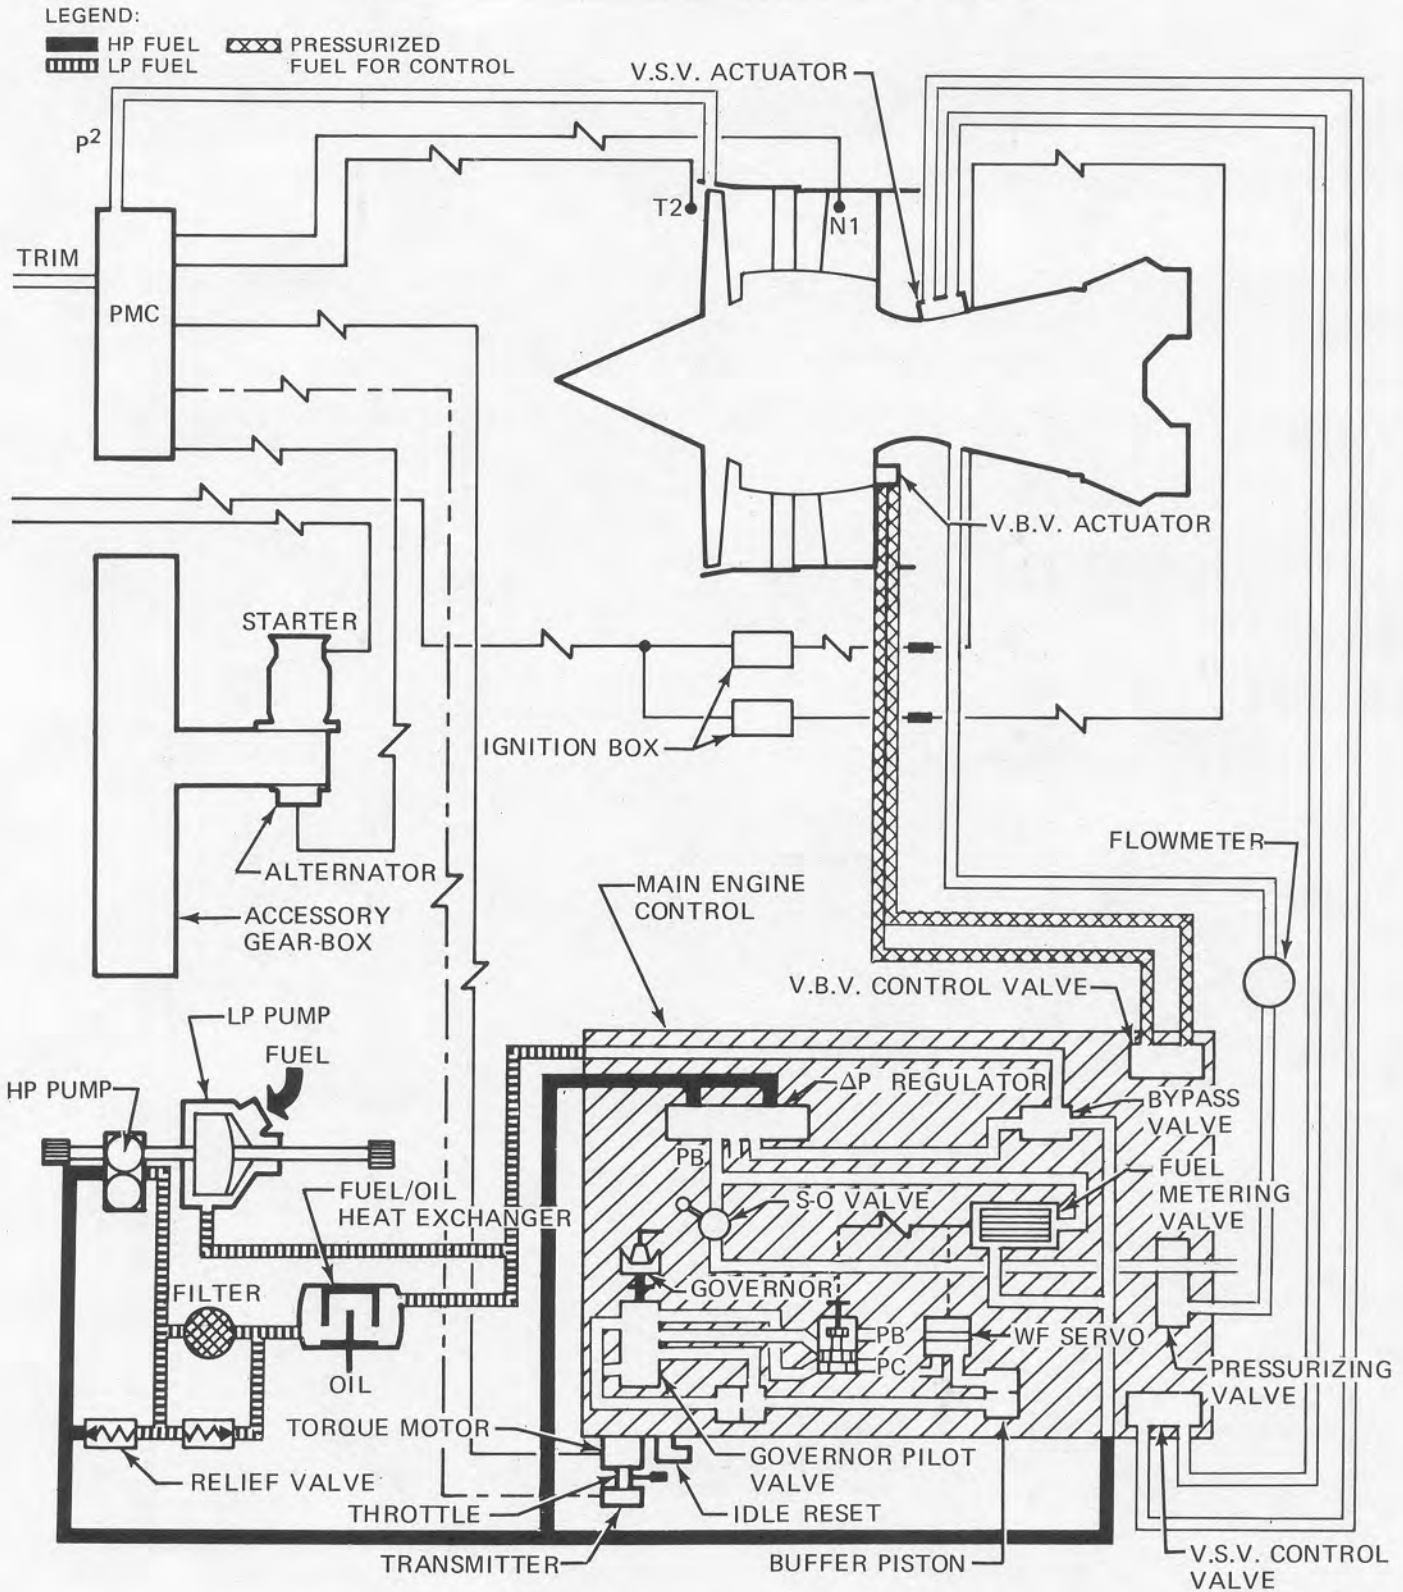 LEGEND:
HP FUEL
LP FUEL
PRESSURIZED
FUEL FOR CONTROL
V.S.V. ACTUATOR
P2
T2
N1
TRIM
PMC
V.B.V. ACTUATOR
STARTER
IGNITION BOX
ALTERNATOR
FLOWMETER
MAIN ENGINE
CONTROL
ACCESSORY
GEAR-BOX
V.B.V. CONTROL VALVE
LP PUMP
FUEL
HP PUMP
ΔP REGULATOR
BYPASS
VALVE
PB
FUEL
METERING
VALVE
S-O VALVE
FUEL/OIL
HEAT EXCHANGER
FILTER
GOVERNOR
PB
PC
WF SERVO
OIL
PRESSURIZING
VALVE
TORQUE MOTOR
GOVERNOR PILOT
VALVE
RELIEF VALVE
THROTTLE
IDLE RESET
TRANSMITTER
BUFFER PISTON
V.S.V. CONTROL
VALVE